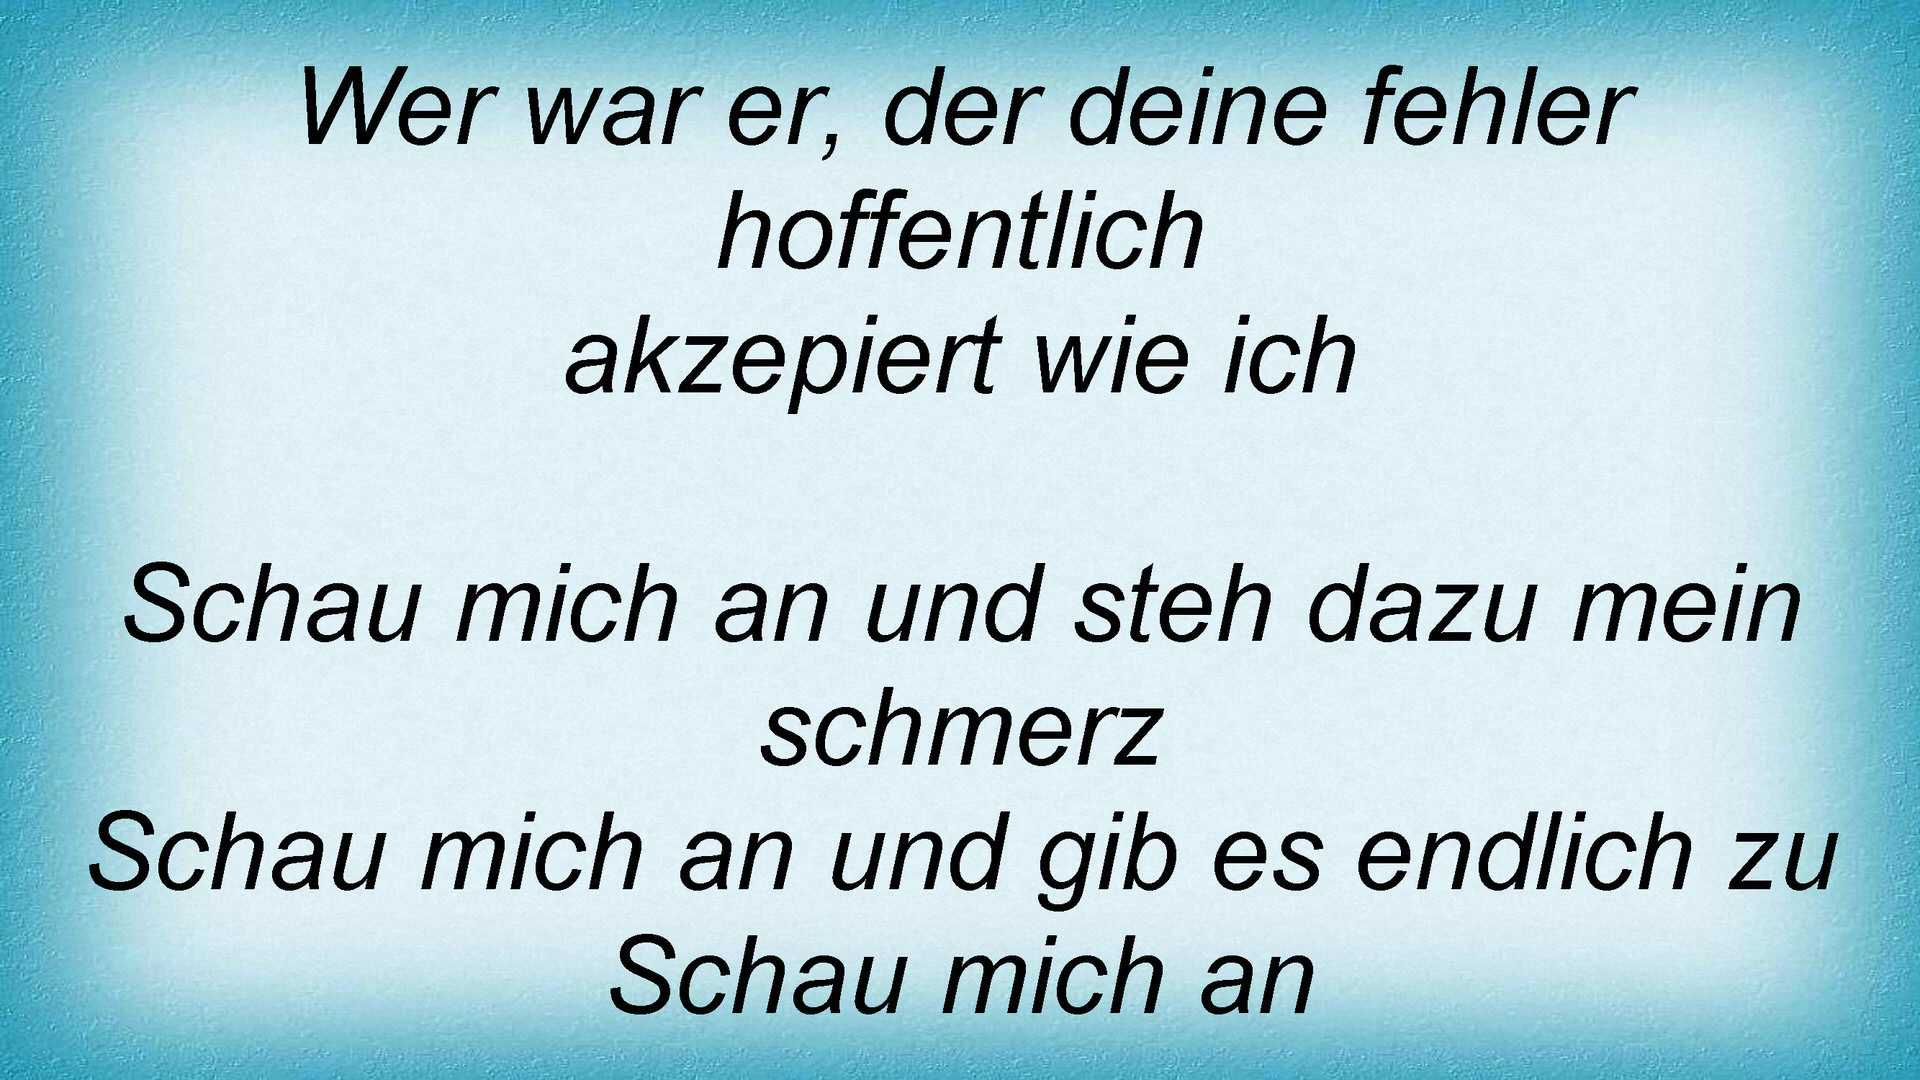 Wer war er, der deine fehler
hoffentlich
akzepiert wie ich
Schau mich an und steh dazu mein
schmerz
Schau mich an und gib es endlich zu
Schau mich an